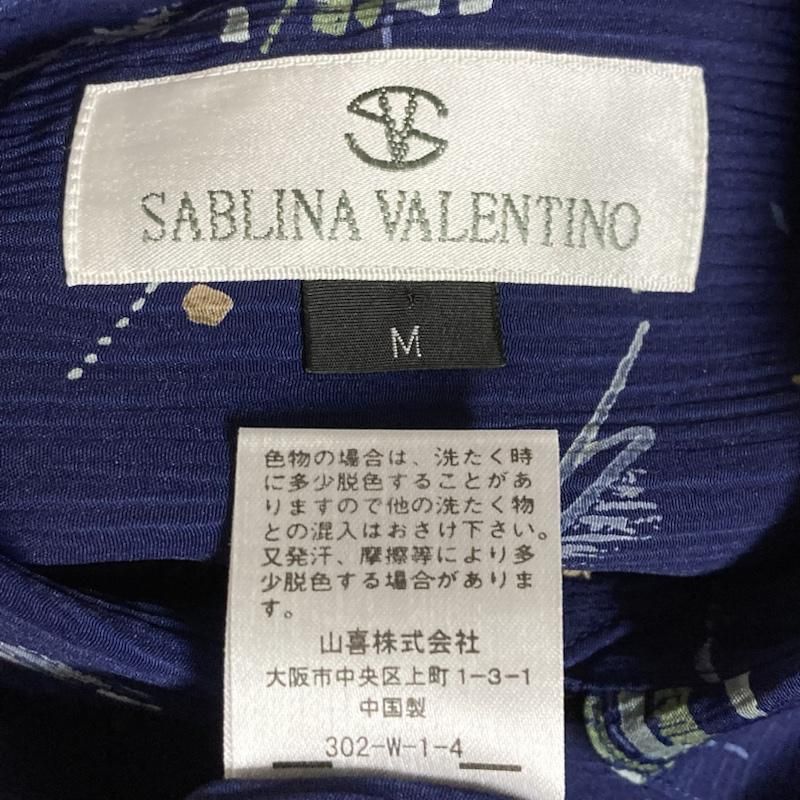 SV
SABLINA VALENTINO
M
色物の場合は、洗たく時
に多少脱色することがあ
りますので他の洗たく物
との混入はおさけ下さい。
又発汗、摩擦等により多
少脱色する場合がありま
す。
山喜株式会社
大阪市中央区上町1-3-1
中国製
302-W-1-4